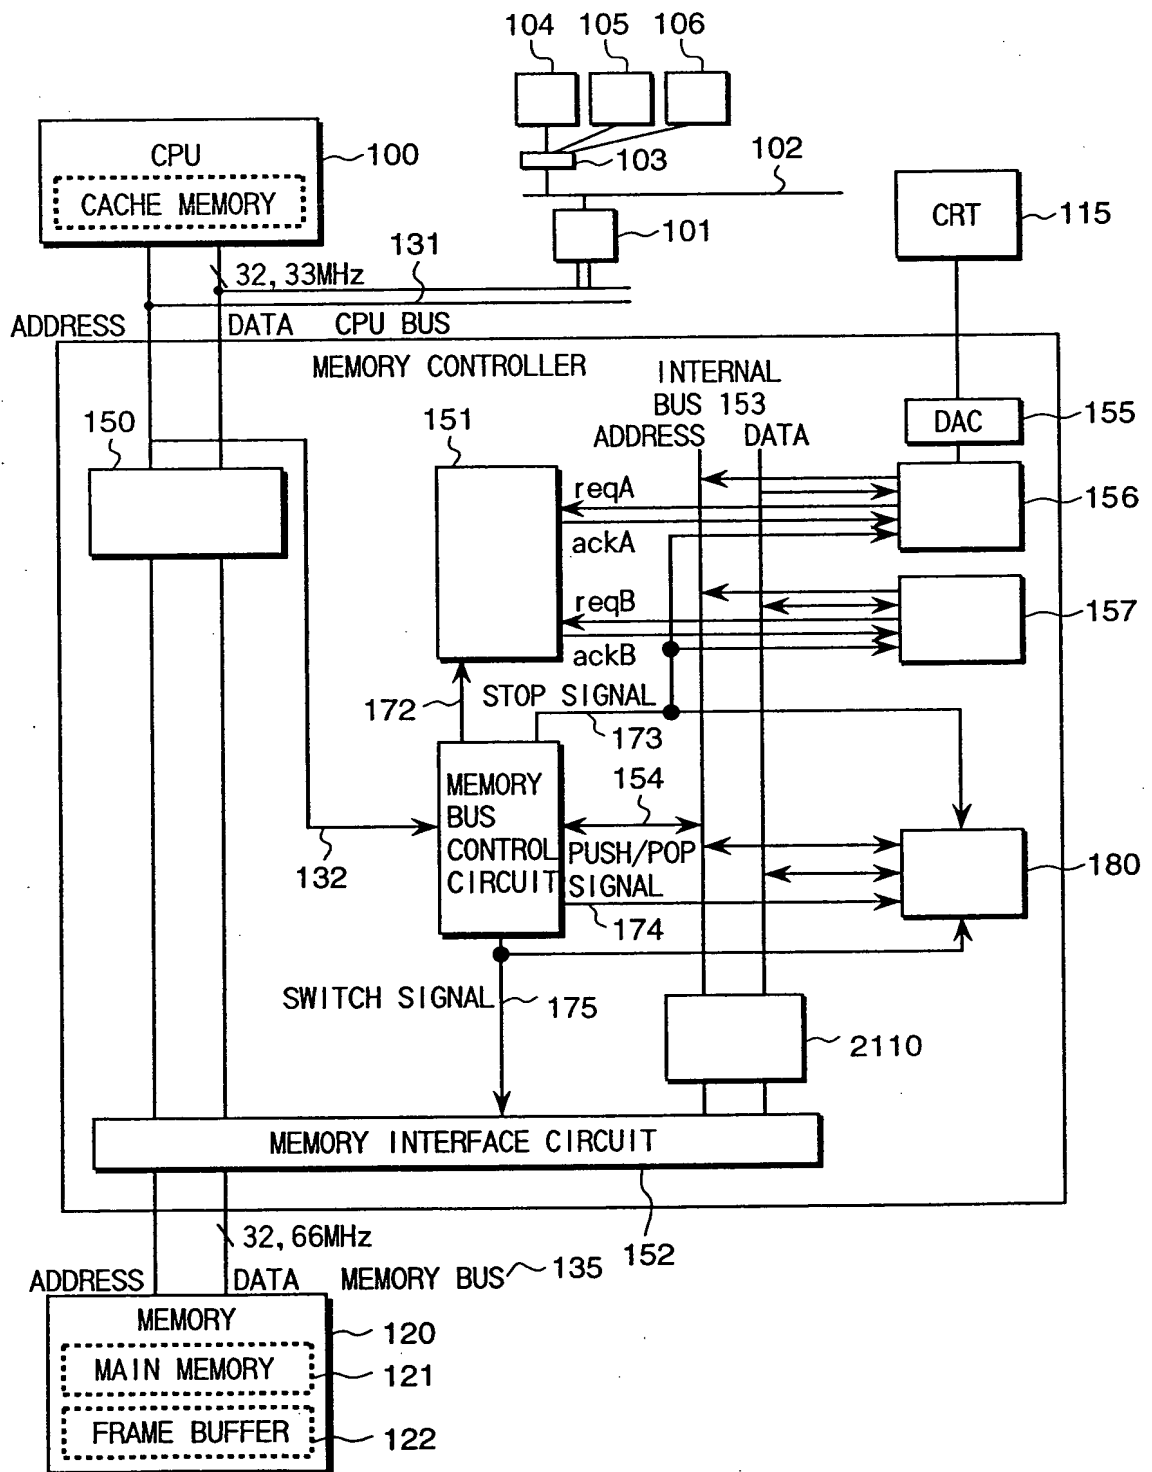 104
105
106
CPU
100
CACHE MEMORY
103
102
101
CRT
115
131
32, 33MHz
ADDRESS
DATA
CPU BUS
MEMORY CONTROLLER
INTERNAL
BUS 153
ADDRESS
DATA
DAC
155
150
151
reqA
ackA
156
reqB
ackB
157
172
STOP SIGNAL
173
MEMORY
BUS
CONTROL
CIRCUIT
154
PUSH/POP
SIGNAL
132
174
180
SWITCH SIGNAL
175
2110
MEMORY INTERFACE CIRCUIT
152
32, 66MHz
ADDRESS
DATA
MEMORY BUS
135
MEMORY
120
MAIN MEMORY
121
FRAME BUFFER
122